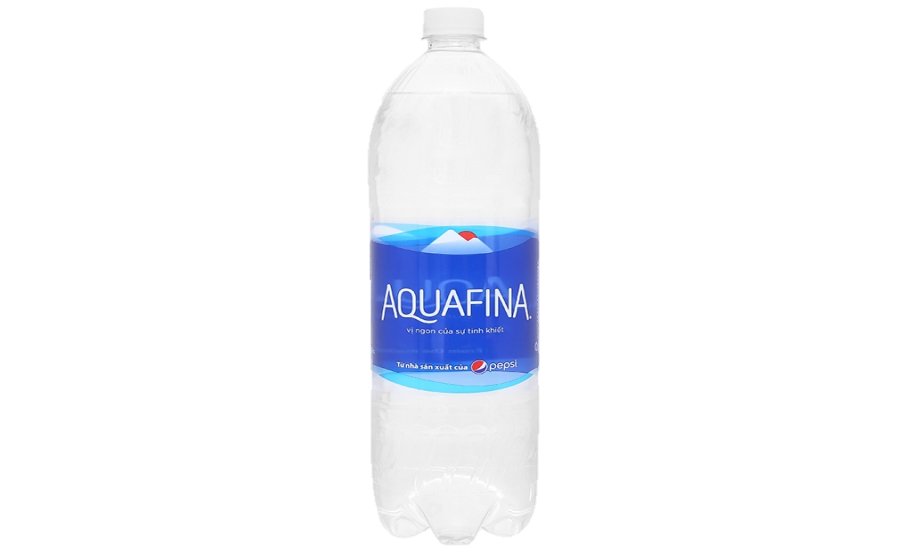 AQUAFINA
vị ngon của sự tinh khiết
Từ nhà sản xuất của pepsi